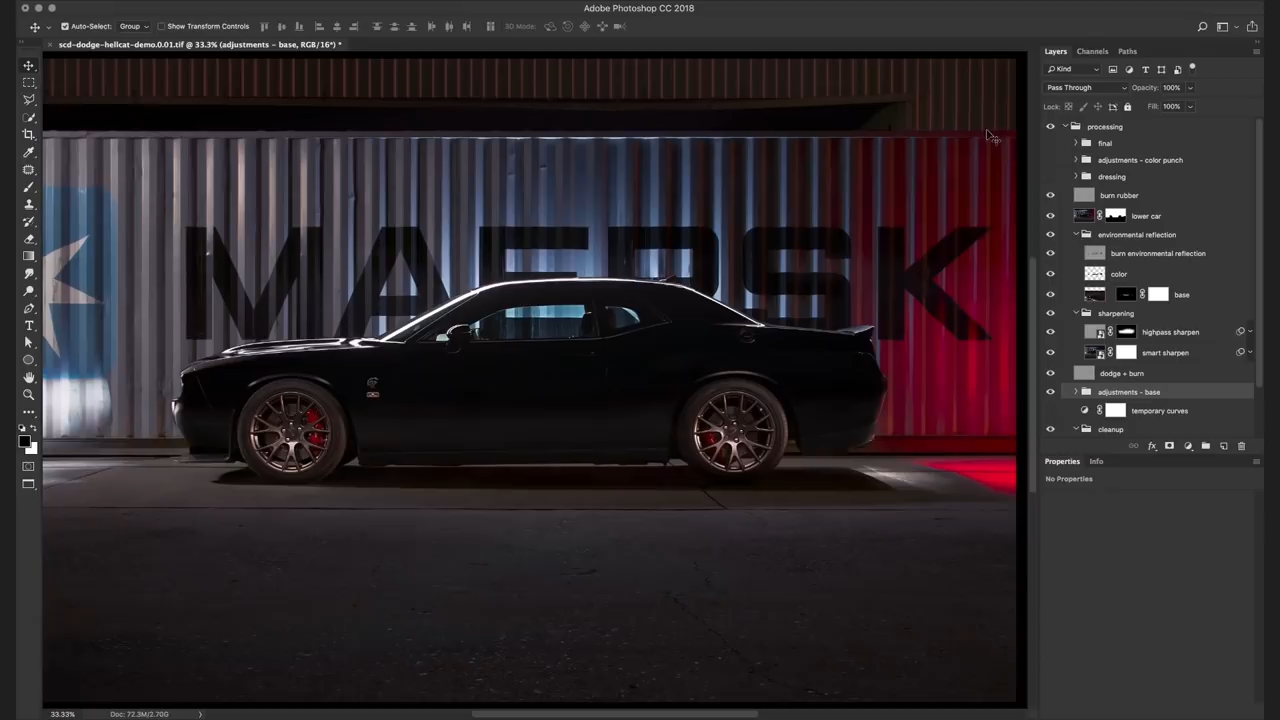 Adobe Photoshop CC 2018
Auto-Select: Group Show Transform Controls 3D Mode:
scd-dodge-hellcat-demo.0.01.tif @ 33.3% (adjustments - base, RGB/16*) *
Layers Channels Paths
Kind
Pass Through Opacity: 100%
Lock: Fill: 100%
processing
final
adjustments - color punch
dressing
burn rubber
lower car
environmental reflection
burn environmental reflection
color
base
sharpening
highpass sharpen
smart sharpen
dodge + burn
adjustments - base
temporary curves
cleanup
Properties Info
No Properties
MAERSK
33.33% Doc: 72.3M/2.70G